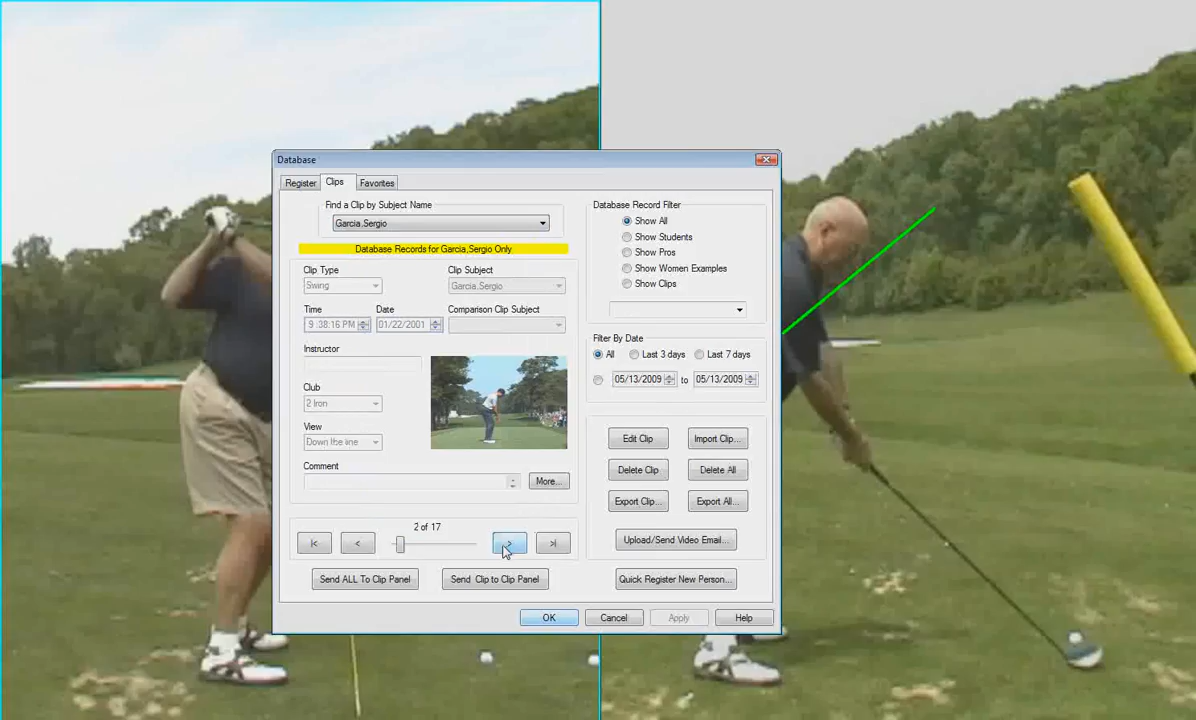 Database
Register Clips Favorites
Find a Clip by Subject Name
Garcia,Sergio
Database Records for Garcia,Sergio Only
Clip Type Clip Subject
Swing Garcia,Sergio
Time Date Comparison Clip Subject
9 :38:16 PM 01/22/2001
Instructor
Club
2 Iron
View
Down the line
Comment
More...
2 of 17
|< < > >|
Send ALL To Clip Panel Send Clip to Clip Panel
Database Record Filter
Show All
Show Students
Show Pros
Show Women Examples
Show Clips
Filter By Date
All Last 3 days Last 7 days
05/13/2009 to 05/13/2009
Edit Clip Import Clip...
Delete Clip Delete All
Export Clip... Export All...
Upload/Send Video Email...
Quick Register New Person...
OK Cancel Apply Help